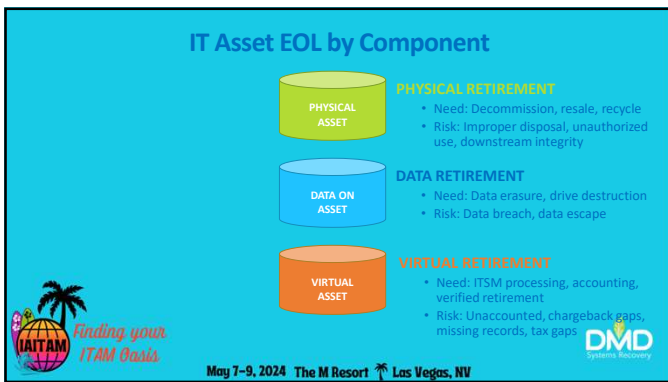 IT Asset EOL by Component
PHYSICAL
ASSET
PHYSICAL RETIREMENT
• Need: Decommission, resale, recycle
• Risk: Improper disposal, unauthorized
use, downstream integrity
DATA ON
ASSET
DATA RETIREMENT
• Need: Data erasure, drive destruction
• Risk: Data breach, data escape
VIRTUAL
ASSET
VIRTUAL RETIREMENT
• Need: ITSM processing, accounting,
verified retirement
• Risk: Unaccounted, chargeback gaps,
missing records, tax gaps
IAITAM
Finding your
ITAM Oasis
DMD
Systems Recovery
May 7-9, 2024 The M Resort Las Vegas, NV